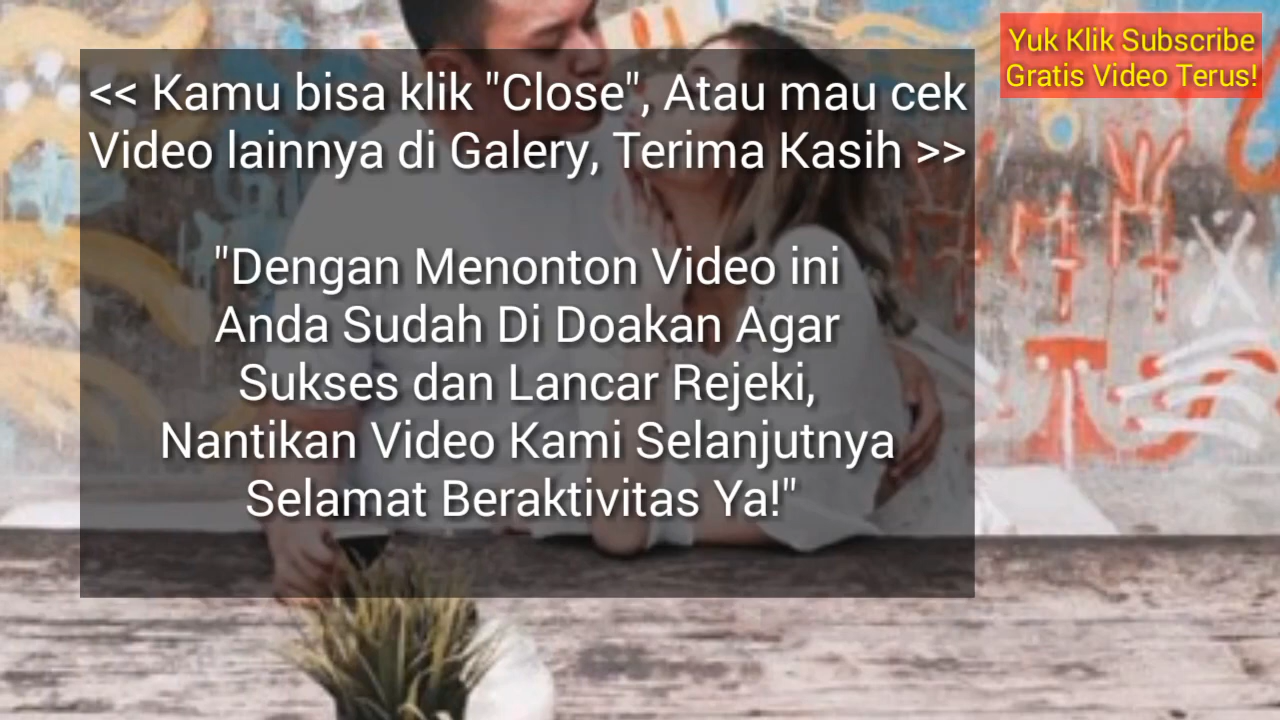 Yuk Klik Subscribe
Gratis Video Terus!
<< Kamu bisa klik "Close", Atau mau cek
Video lainnya di Galery, Terima Kasih >>
"Dengan Menonton Video ini
Anda Sudah Di Doakan Agar
Sukses dan Lancar Rejeki,
Nantikan Video Kami Selanjutnya
Selamat Beraktivitas Ya!"